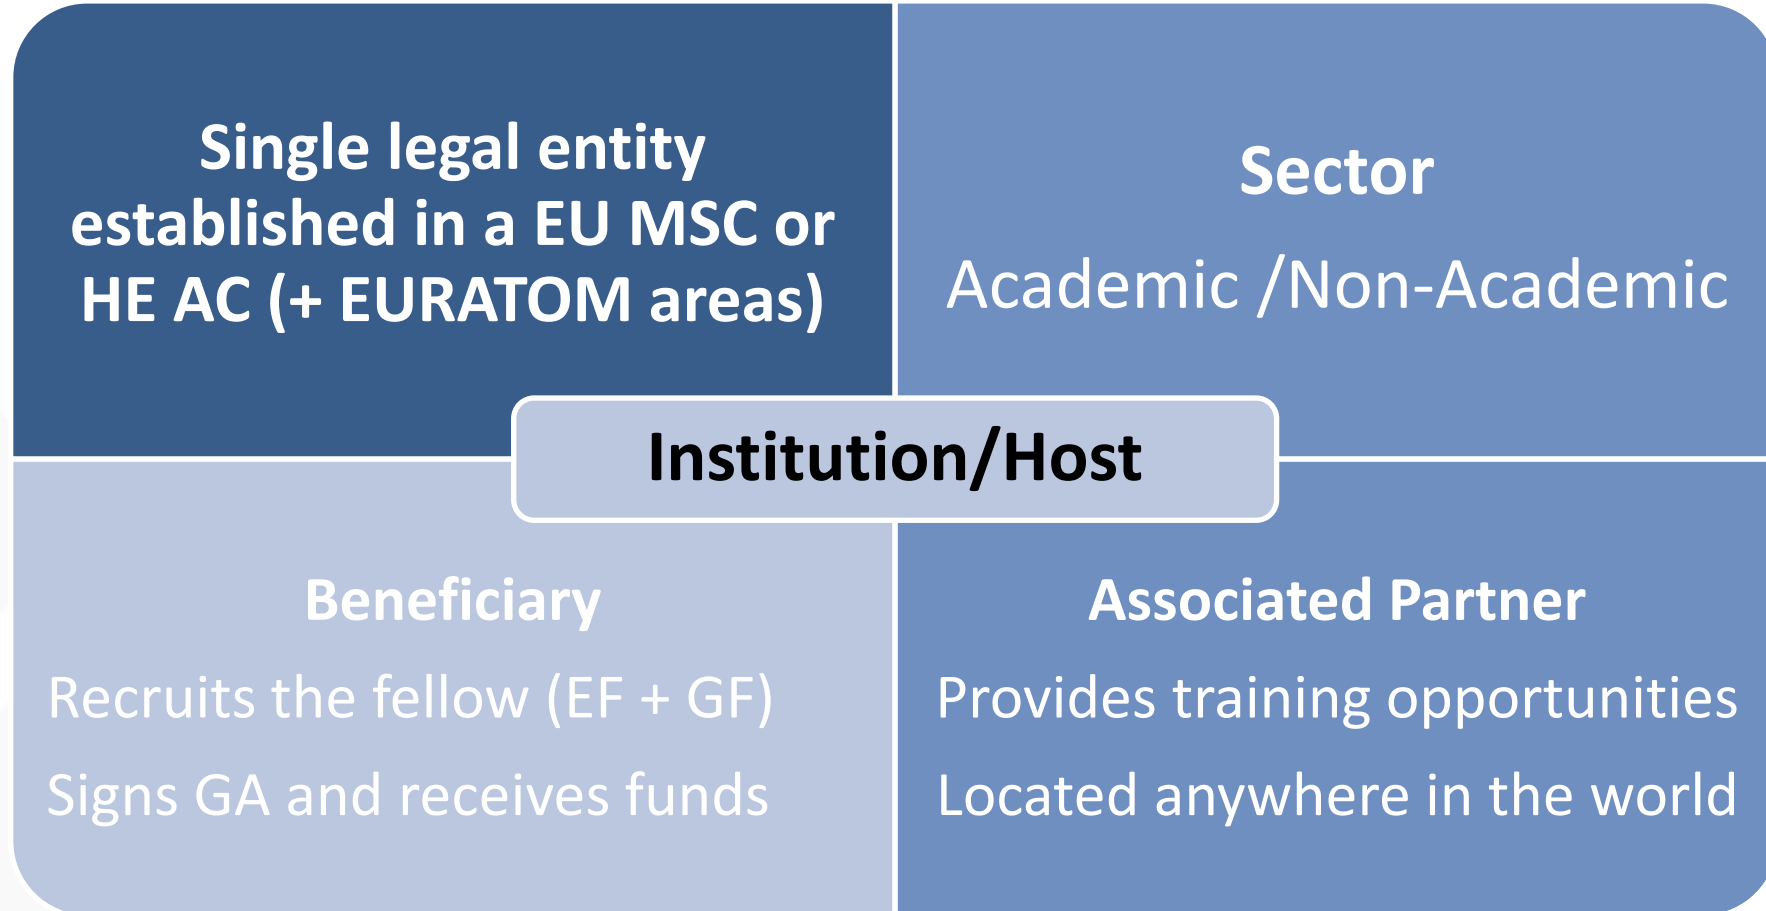 Single legal entity
established in a EU MSC or
HE AC (+ EURATOM areas)
Sector
Academic /Non-Academic
Institution/Host
Beneficiary
Recruits the fellow (EF + GF)
Signs GA and receives funds
Associated Partner
Provides training opportunities
Located anywhere in the world